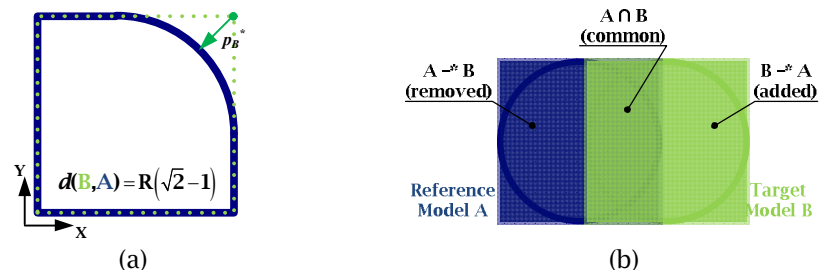 p_B*
d(B,A)=R(√2−1)
Y
X
(a)
A ∩ B
(common)
A −* B
(removed)
B −* A
(added)
Reference
Model A
Target
Model B
(b)